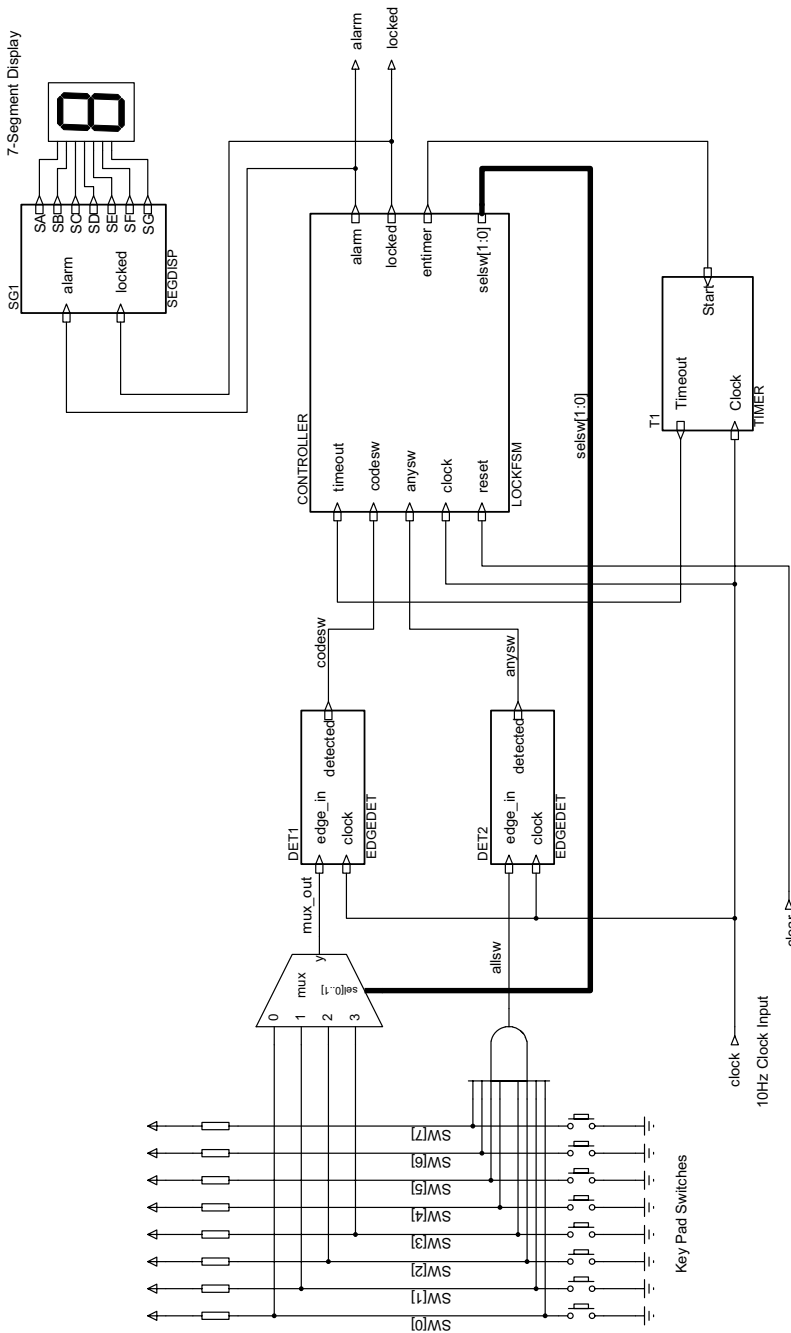 7-Segment Display
SG1
SA
SB
SC
SD
SE
SF
SG
alarm
locked
SEGDISP
alarm
locked
CONTROLLER
timeout
codesw
anysw
clock
reset
alarm
locked
entimer
selsw[1:0]
LOCKFSM
selsw[1:0]
T1
Timeout
Clock
Start
TIMER
codesw
anysw
DET1
edge_in
clock
detected
EDGEDET
DET2
edge_in
clock
detected
EDGEDET
mux_out
allsw
0
1
2
3
mux
sel[0..1]
y
SW[7]
SW[6]
SW[5]
SW[4]
SW[3]
SW[2]
SW[1]
SW[0]
Key Pad Switches
clock
10Hz Clock Input
clear